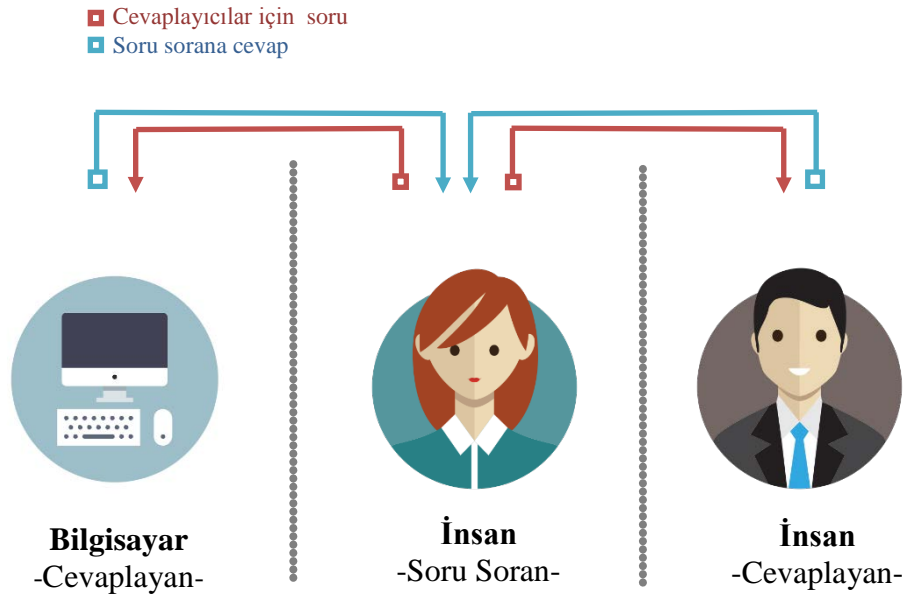 Cevaplayıcılar için soru
Soru sorana cevap
Bilgisayar
-Cevaplayan-
İnsan
-Soru Soran-
İnsan
-Cevaplayan-